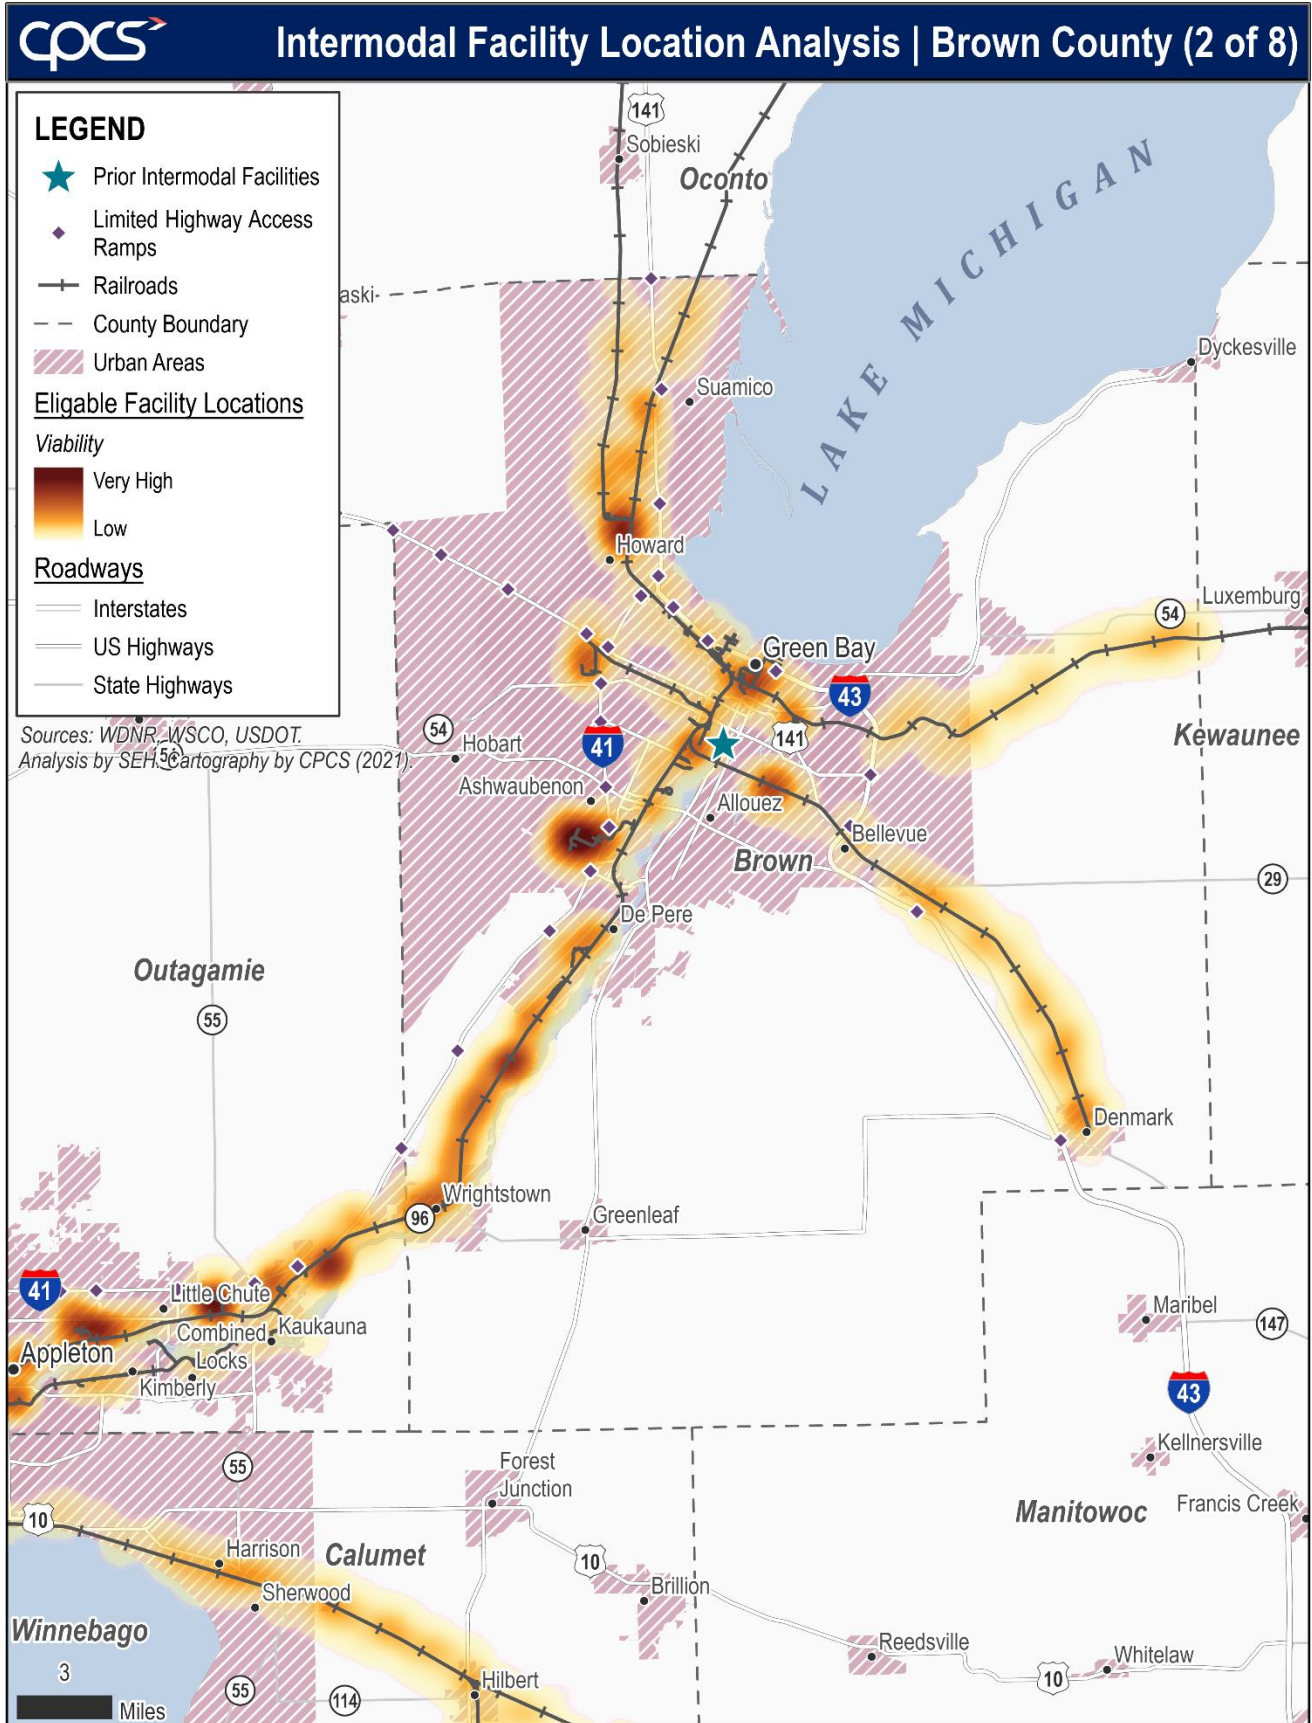 cpcs
Intermodal Facility Location Analysis | Brown County (2 of 8)
LEGEND
Prior Intermodal Facilities
Limited Highway Access
Ramps
Railroads
County Boundary
Urban Areas
Eligable Facility Locations
Viability
Very High
Low
Roadways
Interstates
US Highways
State Highways
Sources: WDNR, WSCO, USDOT.
Analysis by SEH. Cartography by CPCS (2021).
141
Sobieski
Oconto
LAKE MICHIGAN
aski
Dyckesville
Suamico
Howard
Luxemburg
54
Green Bay
43
54
41
141
Kewaunee
54
Hobart
Ashwaubenon
Allouez
Bellevue
Brown
29
De Pere
Outagamie
55
Denmark
Wrightstown
96
Greenleaf
41
Little Chute
Maribel
147
Combined
Locks
Kaukauna
Appleton
Kimberly
43
Kellnersville
55
Forest
Junction
Francis Creek
Manitowoc
10
Harrison
Calumet
10
Sherwood
Brillion
Winnebago
Reedsville
Whitelaw
10
3
Miles
55
114
Hilbert